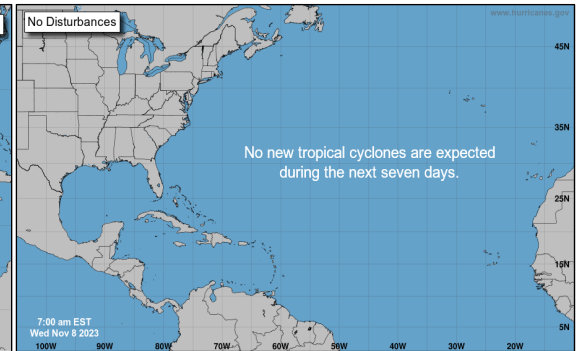 No Disturbances
www.hurricane.gov
45N
35N
No new tropical cyclones are expected
during the next seven days.
25N
15N
5N
7:00 am EST
Wed Nov 8 2023
100W 90W 80W 70W 60W 50W 40W 30W 20W